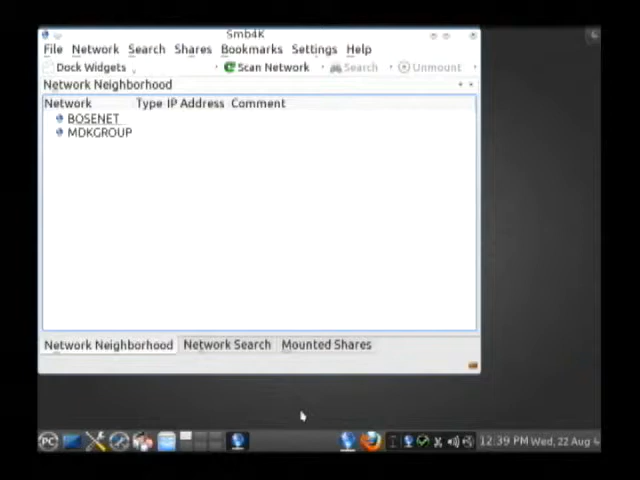 Smb4K
File Network Search Shares Bookmarks Settings Help
Dock Widgets Scan Network Search Unmount
Network Neighborhood
Network Type IP Address Comment
BOSENET
MDKGROUP
Network Neighborhood Network Search Mounted Shares
PC 12:39 PM Wed, 22 Aug